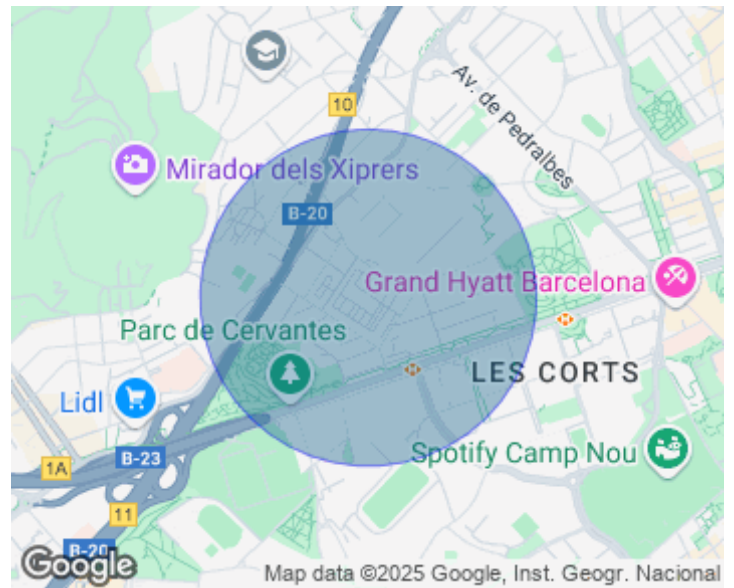 10
Av. de Pedralbes
Mirador dels Xiprers
B-20
Grand Hyatt Barcelona
Parc de Cervantes
LES CORTS
Lidl
Spotify Camp Nou
B-23
1A
11
B-20
Google
Map data ©2025 Google, Inst. Geogr. Nacional